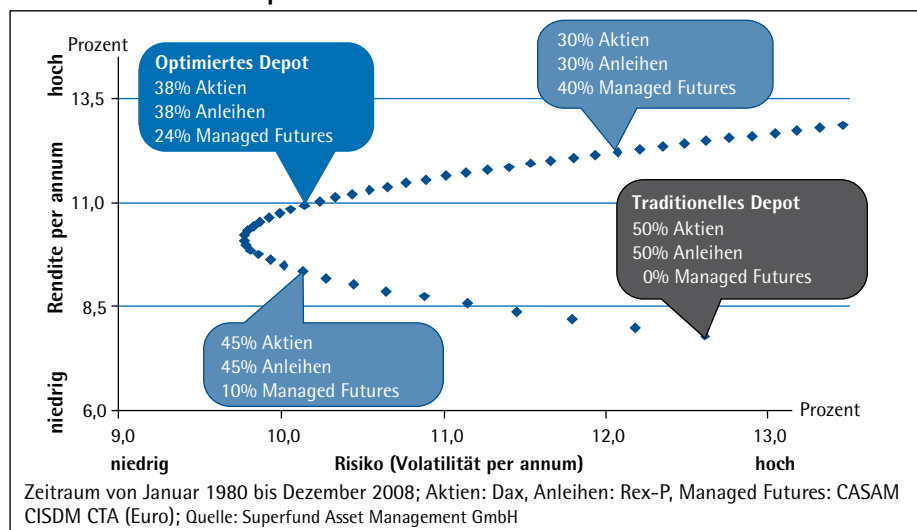 Prozent
hoch
Rendite per annum
niedrig
13,5
11,0
8,5
6,0
Optimiertes Depot
38% Aktien
38% Anleihen
24% Managed Futures
30% Aktien
30% Anleihen
40% Managed Futures
Traditionelles Depot
50% Aktien
50% Anleihen
0% Managed Futures
45% Aktien
45% Anleihen
10% Managed Futures
Prozent
9,0 10,0 11,0 12,0 13,0
niedrig Risiko (Volatilität per annum) hoch
Zeitraum von Januar 1980 bis Dezember 2008; Aktien: Dax, Anleihen: Rex-P, Managed Futures: CASAM
CISDM CTA (Euro); Quelle: Superfund Asset Management GmbH